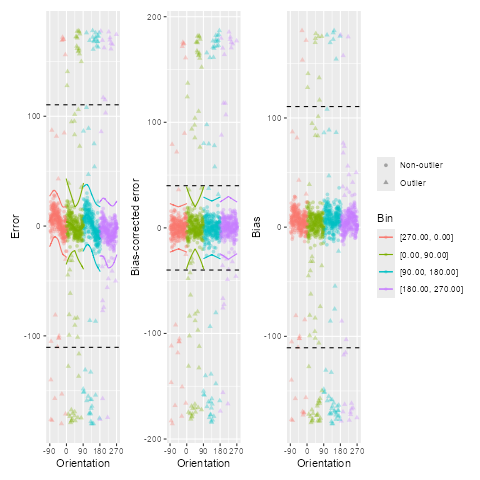 Error
100
0
-100
-90 0 90 180 270
Orientation
Bias-corrected error
200
100
0
-100
-200
-90 0 90 180 270
Orientation
Bias
100
0
-100
-90 0 90 180 270
Orientation
Non-outlier
Outlier
Bin
[270.00, 0.00]
[0.00, 90.00]
[90.00, 180.00]
[180.00, 270.00]